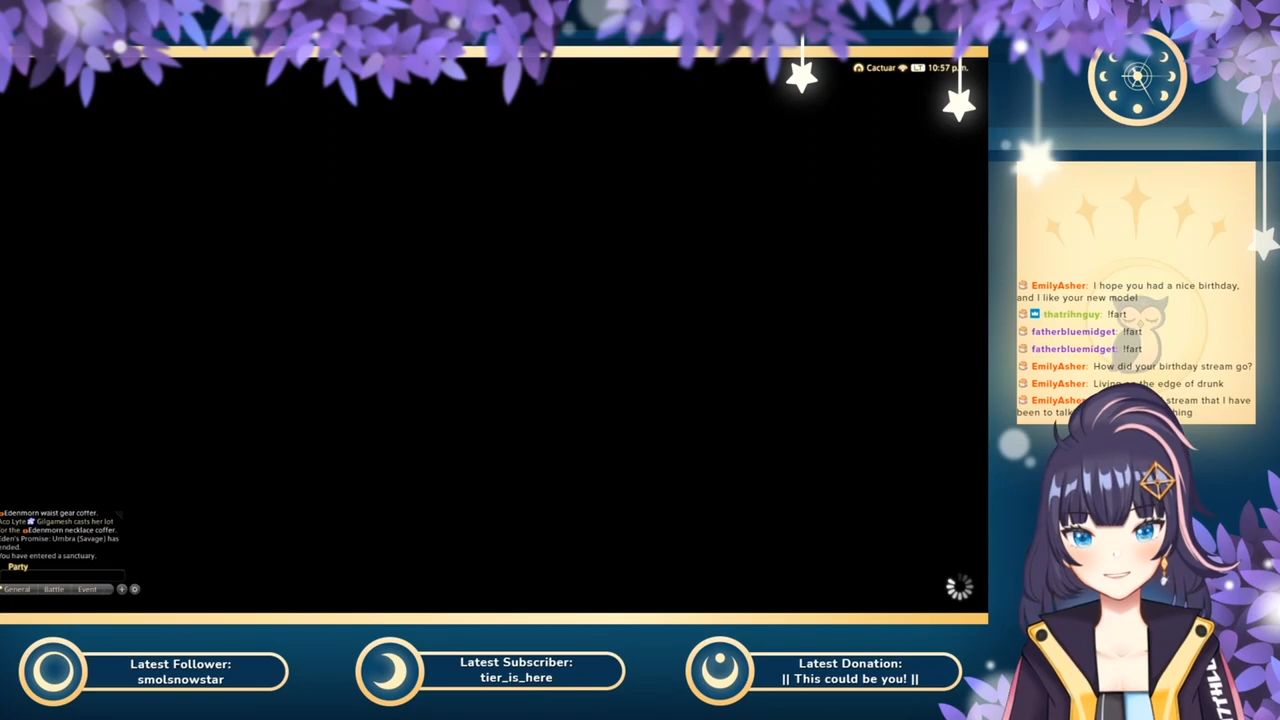 Cactuar LT 10:57 p.m.
EmilyAsher: I hope you had a nice birthday,
and I like your new model
thatrihnguy: !fart
fatherbluemidget: !fart
fatherbluemidget: !fart
EmilyAsher: How did your birthday stream go?
EmilyAsher: Living the edge of drunk
EmilyAsher stream that I have
been to talk hing
Edenmorn waist gear coffer.
Aco Lyte Gilgamesh casts her lot
for the Edenmorn necklace coffer.
Eden's Promise: Umbra (Savage) has
ended.
You have entered a sanctuary.
Party
General Battle Event
Latest Follower:
smolsnowstar
Latest Subscriber:
tier_is_here
Latest Donation:
|| This could be you! ||